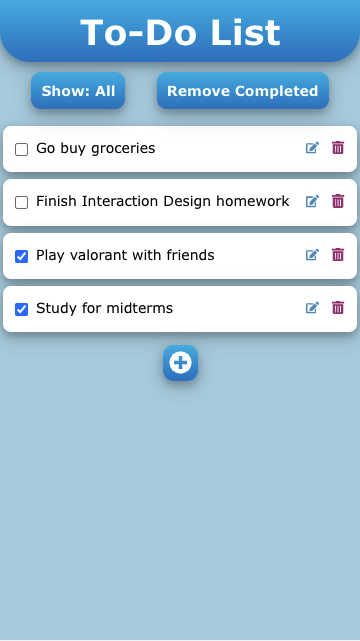 To-Do List
Show: All
Remove Completed
Go buy groceries
Finish Interaction Design homework
Play valorant with friends
Study for midterms